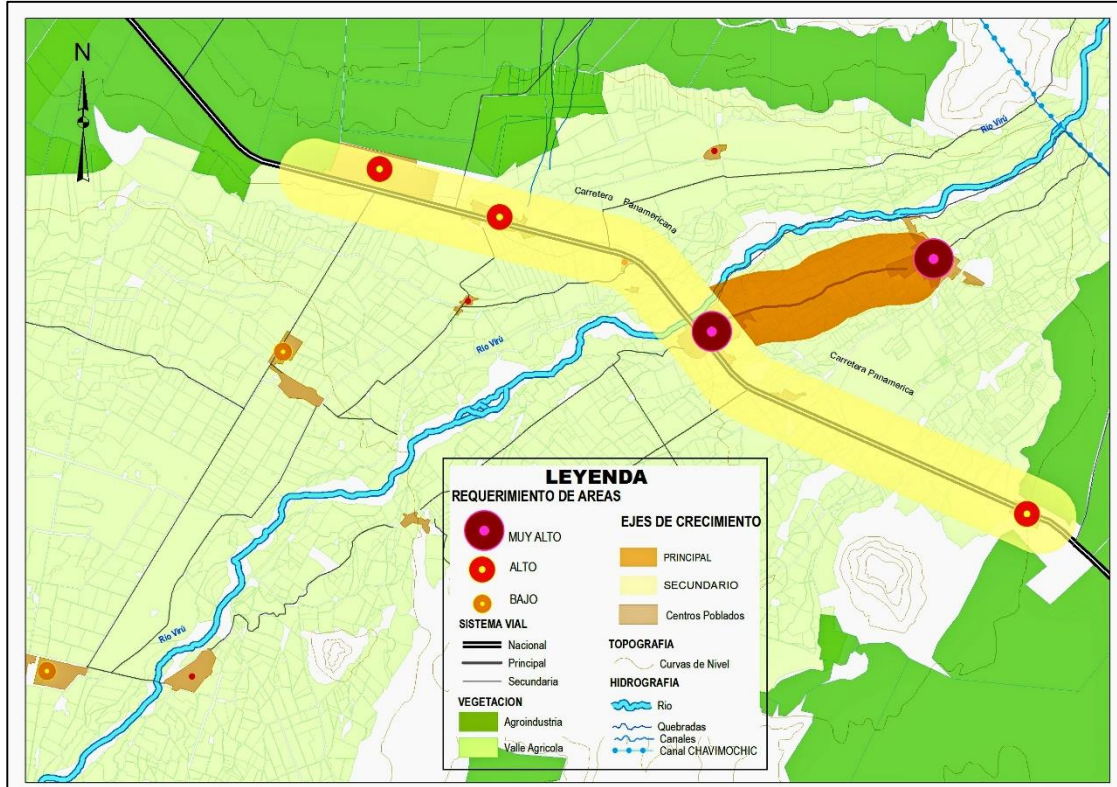 N
Rio Virú
Carretera Panamericana
Rio Virú
Carretera Panamerica
Rio Virú
LEYENDA
REQUERIMIENTO DE AREAS
MUY ALTO
ALTO
BAJO
SISTEMA VIAL
Nacional
Principal
Secundaria
VEGETACION
Agroindustria
Valle Agricola
EJES DE CRECIMIENTO
PRINCIPAL
SECUNDARIO
Centros Poblados
TOPOGRAFIA
Curvas de Nivel
HIDROGRAFIA
Rio
Quebradas
Canales
Canal CHAVIMOCHIC